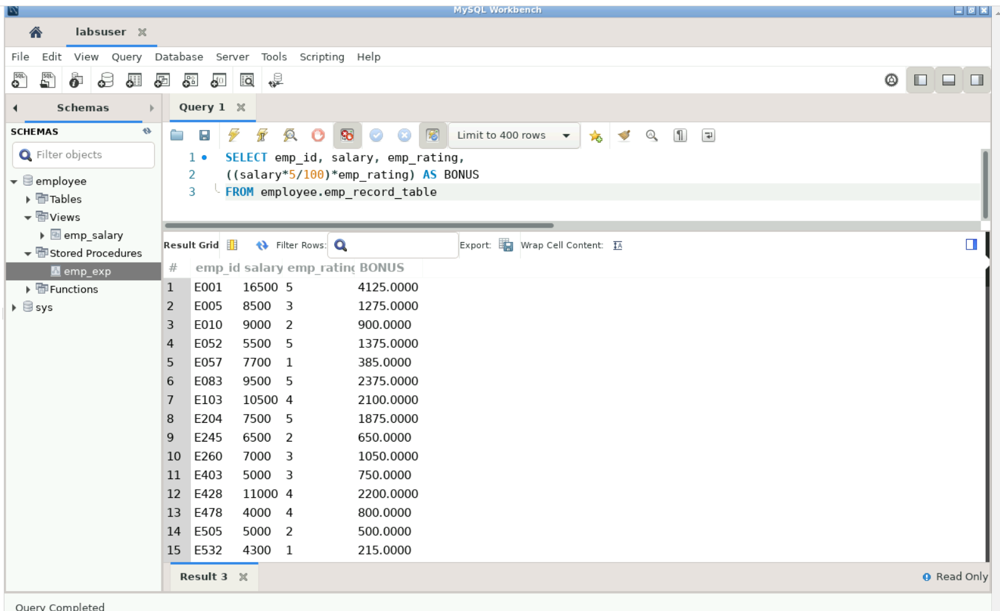 MySQL Workbench
labsuser
File Edit View Query Database Server Tools Scripting Help
Schemas
Query 1
SCHEMAS
Limit to 400 rows
Filter objects
1 SELECT emp_id, salary, emp_rating,
2 ((salary*5/100)*emp_rating) AS BONUS
3 FROM employee.emp_record_table
employee
Tables
Views
emp_salary
Stored Procedures
emp_exp
Functions
sys
Result Grid Filter Rows: Export: Wrap Cell Content:
# emp_id salary emp_rating BONUS
1 E001 16500 5 4125.0000
2 E005 8500 3 1275.0000
3 E010 9000 2 900.0000
4 E052 5500 5 1375.0000
5 E057 7700 1 385.0000
6 E083 9500 5 2375.0000
7 E103 10500 4 2100.0000
8 E204 7500 5 1875.0000
9 E245 6500 2 650.0000
10 E260 7000 3 1050.0000
11 E403 5000 3 750.0000
12 E428 11000 4 2200.0000
13 E478 4000 4 800.0000
14 E505 5000 2 500.0000
15 E532 4300 1 215.0000
Result 3
Read Only
Query Completed